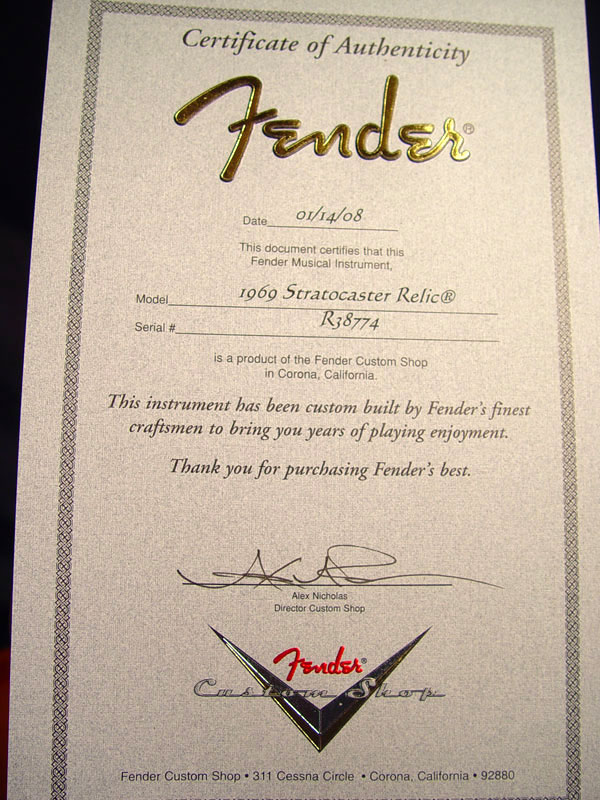 Certificate of Authenticity
Fender®
Date 01/14/08
This document certifies that this
Fender Musical Instrument,
Model 1969 Stratocaster Relic®
Serial # R38774
is a product of the Fender Custom Shop
in Corona, California.
This instrument has been custom built by Fender's finest
craftsmen to bring you years of playing enjoyment.
Thank you for purchasing Fender's best.
Alex Nicholas
Director Custom Shop
Fender®
Custom Shop
Fender Custom Shop • 311 Cessna Circle • Corona, California • 92880